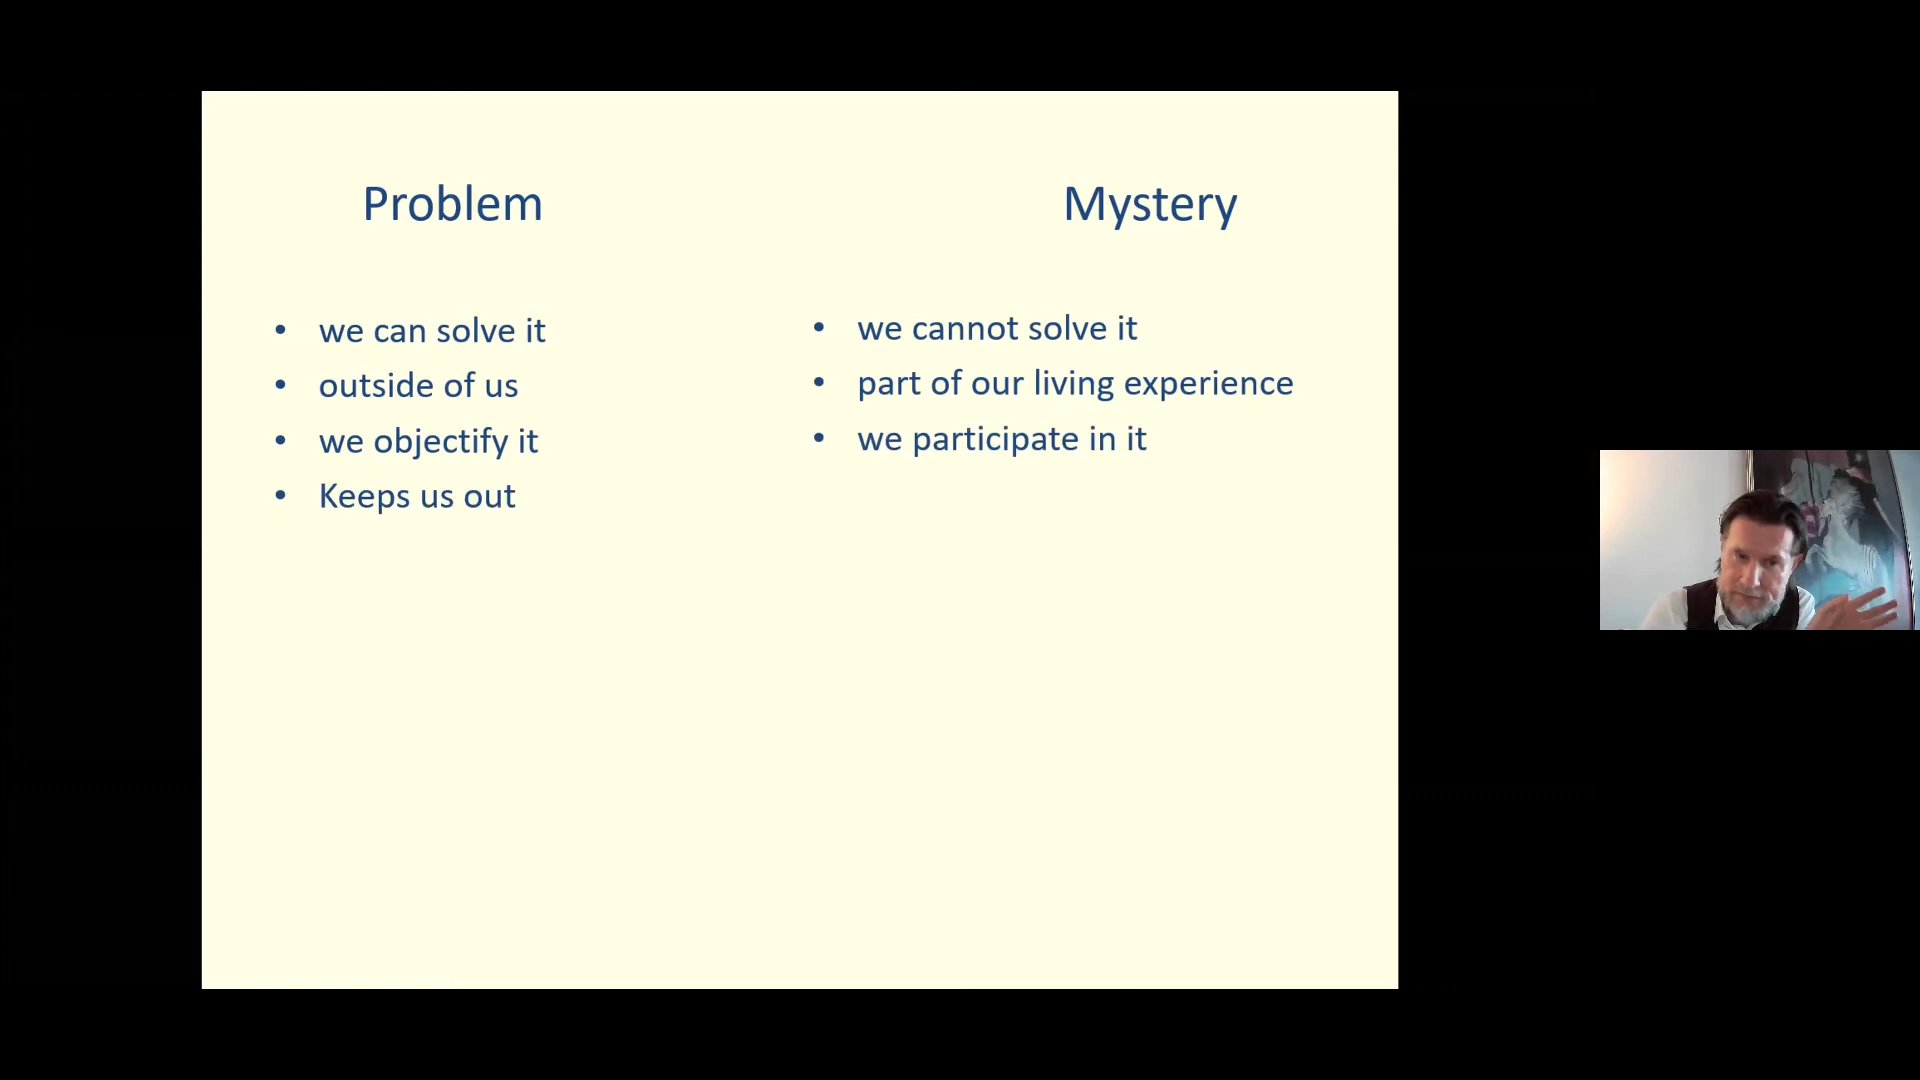 Problem
• we can solve it
• outside of us
• we objectify it
• Keeps us out
Mystery
• we cannot solve it
• part of our living experience
• we participate in it